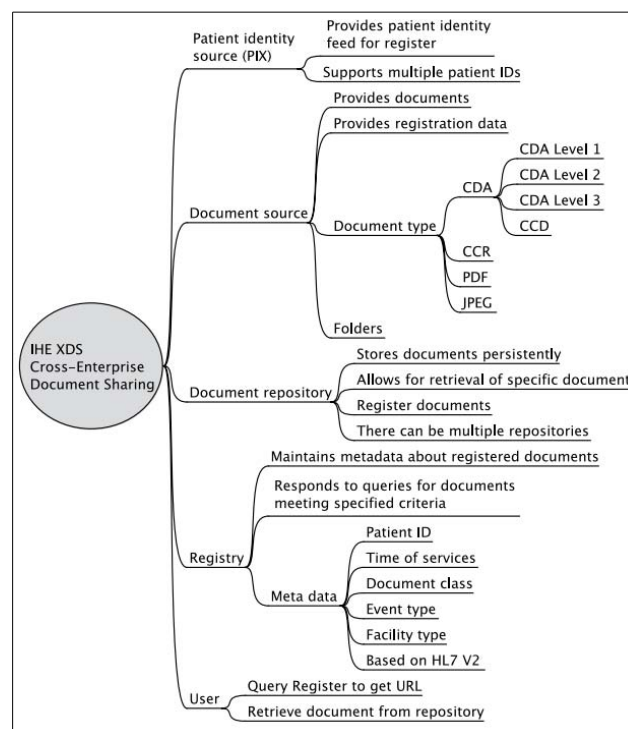 Patient identity
source (PIX)
Provides patient identity
feed for register
Supports multiple patient IDs
Document source
Provides documents
Provides registration data
Document type
CDA
CDA Level 1
CDA Level 2
CDA Level 3
CCD
CCR
PDF
JPEG
Folders
IHE XDS
Cross-Enterprise
Document Sharing
Document repository
Stores documents persistently
Allows for retrieval of specific document
Register documents
There can be multiple repositories
Registry
Maintains metadata about registered documents
Responds to queries for documents
meeting specified criteria
Meta data
Patient ID
Time of services
Document class
Event type
Facility type
Based on HL7 V2
User
Query Register to get URL
Retrieve document from repository